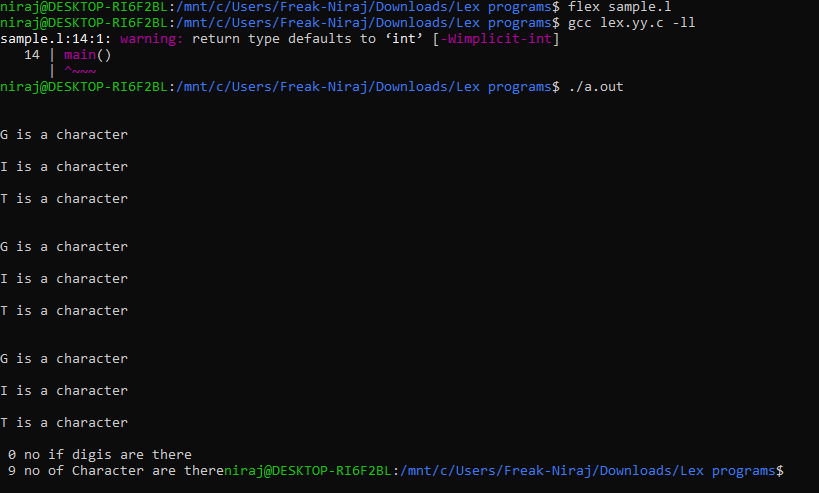 niraj@DESKTOP-RI6F2BL:/mnt/c/Users/Freak-Niraj/Downloads/Lex programs$ flex sample.l
niraj@DESKTOP-RI6F2BL:/mnt/c/Users/Freak-Niraj/Downloads/Lex programs$ gcc lex.yy.c -ll
sample.l:14:1: warning: return type defaults to ‘int’ [-Wimplicit-int]
   14 | main()
      | ^~~~
niraj@DESKTOP-RI6F2BL:/mnt/c/Users/Freak-Niraj/Downloads/Lex programs$ ./a.out
G is a character
I is a character
T is a character
G is a character
I is a character
T is a character
G is a character
I is a character
T is a character
 0 no if digis are there
 9 no of Character are thereniraj@DESKTOP-RI6F2BL:/mnt/c/Users/Freak-Niraj/Downloads/Lex programs$